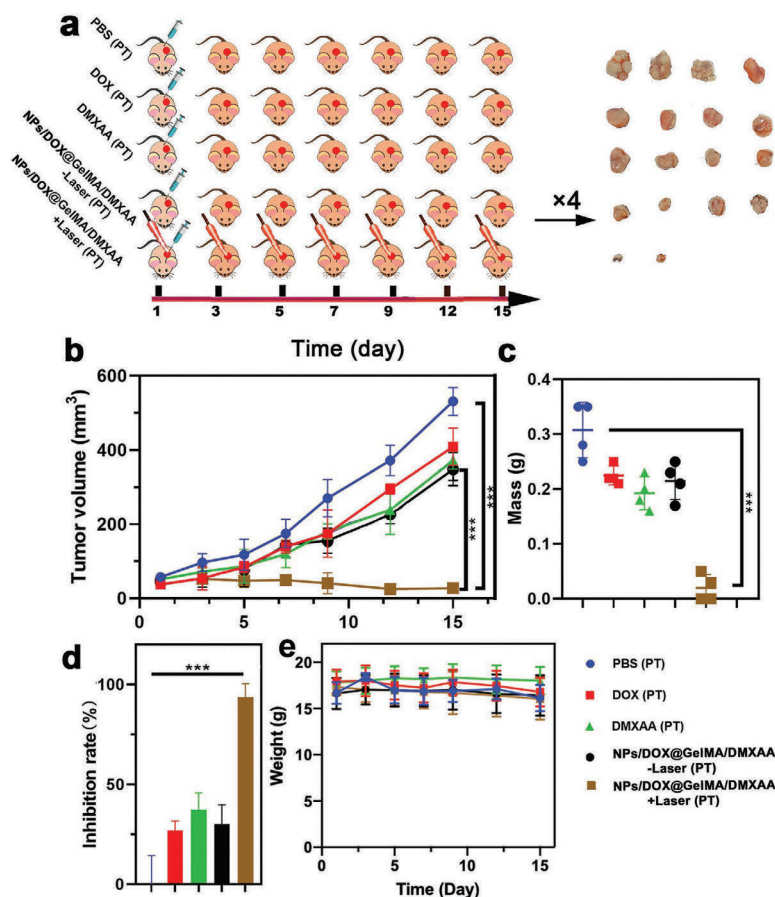 a
PBS (PT)
DOX (PT)
DMXAA (PT)
NPs/DOX@GelMA/DMXAA
-Laser (PT)
NPs/DOX@GelMA/DMXAA
+Laser (PT)
×4
1 3 5 7 9 12 15
Time (day)
b
Tumor volume (mm³)
600
400
200
0
0 5 10 15
***
***
c
Mass (g)
0.4
0.3
0.2
0.1
0.0
***
d
Inhibition rate (%)
100
50
0
***
e
Weight (g)
20
15
10
5
0
0 5 10 15
Time (Day)
PBS (PT)
DOX (PT)
DMXAA (PT)
NPs/DOX@GelMA/DMXAA
-Laser (PT)
NPs/DOX@GelMA/DMXAA
+Laser (PT)